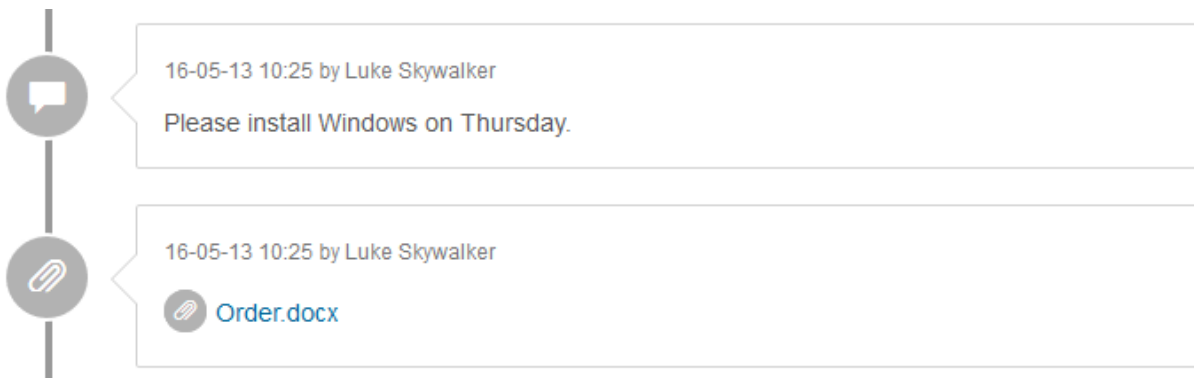 16-05-13 10:25 by Luke Skywalker
Please install Windows on Thursday.
16-05-13 10:25 by Luke Skywalker
Order.docx